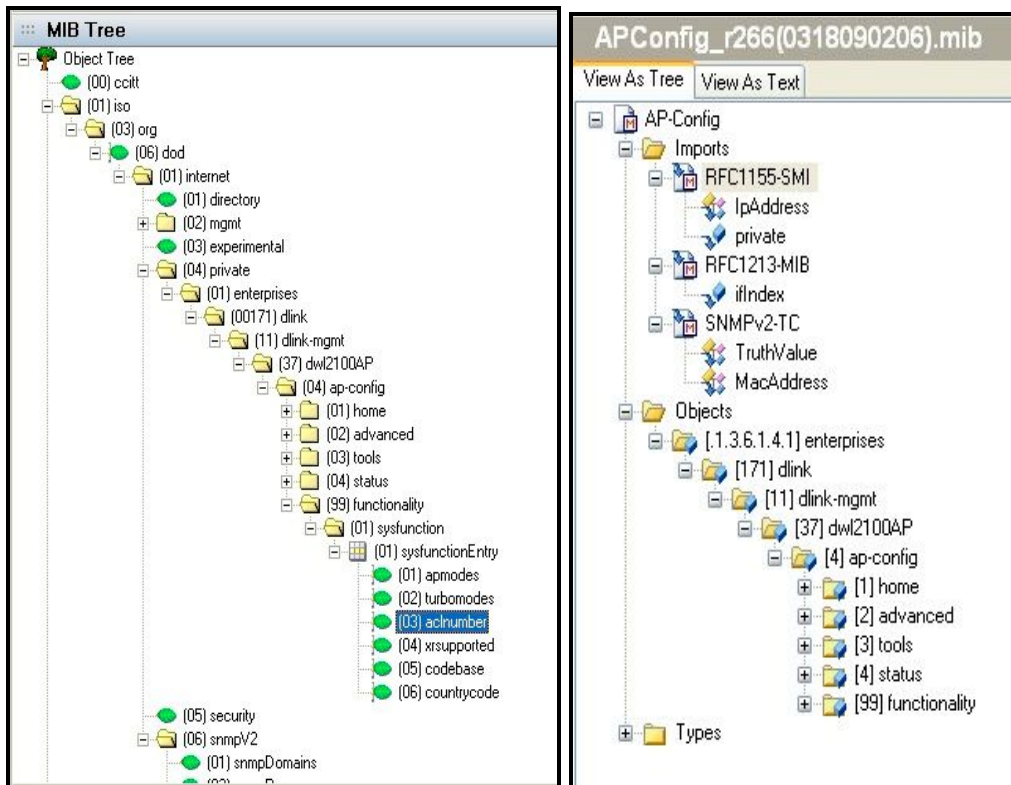 MIB Tree
Object Tree
(00) ccitt
(01) iso
(03) org
(06) dod
(01) internet
(01) directory
(02) mgmt
(03) experimental
(04) private
(01) enterprises
(00171) dlink
(11) dlink-mgmt
(37) dwl2100AP
(04) ap-config
(01) home
(02) advanced
(03) tools
(04) status
(99) functionality
(01) sysfunction
(01) sysfunctionEntry
(01) apmodes
(02) turbomodes
(03) aclnumber
(04) xrsupported
(05) codebase
(06) countrycode
(05) security
(06) snmpV2
(01) snmpDomains
APConfig_r266(0318090206).mib
View As Tree View As Text
AP-Config
Imports
RFC1155-SMI
IpAddress
private
RFC1213-MIB
ifIndex
SNMPv2-TC
TruthValue
MacAddress
Objects
[.1.3.6.1.4.1] enterprises
[171] dlink
[11] dlink-mgmt
[37] dwl2100AP
[4] ap-config
[1] home
[2] advanced
[3] tools
[4] status
[99] functionality
Types